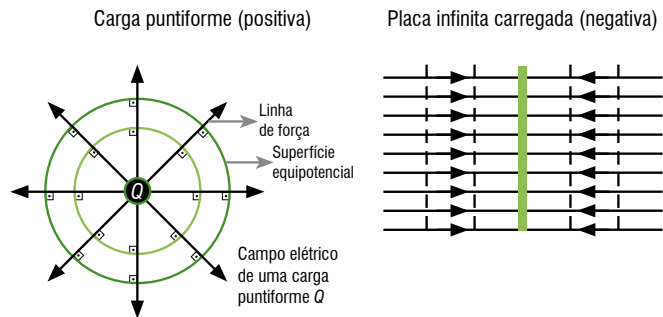 Carga puntiforme (positiva)
Placa infinita carregada (negativa)
Linha
de força
Superfície
equipotencial
Q
Campo elétrico
de uma carga
puntiforme Q